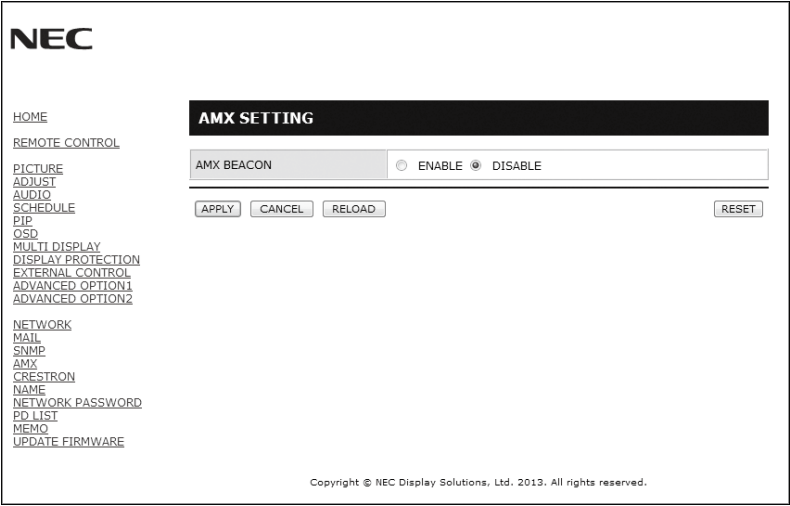 NEC
HOME
REMOTE CONTROL
PICTURE
ADJUST
AUDIO
SCHEDULE
PIP
OSD
MULTI DISPLAY
DISPLAY PROTECTION
EXTERNAL CONTROL
ADVANCED OPTION1
ADVANCED OPTION2
NETWORK
MAIL
SNMP
AMX
CRESTRON
NAME
NETWORK PASSWORD
PD LIST
MEMO
UPDATE FIRMWARE
AMX SETTING
AMX BEACON ENABLE DISABLE
APPLY CANCEL RELOAD RESET
Copyright © NEC Display Solutions, Ltd. 2013. All rights reserved.